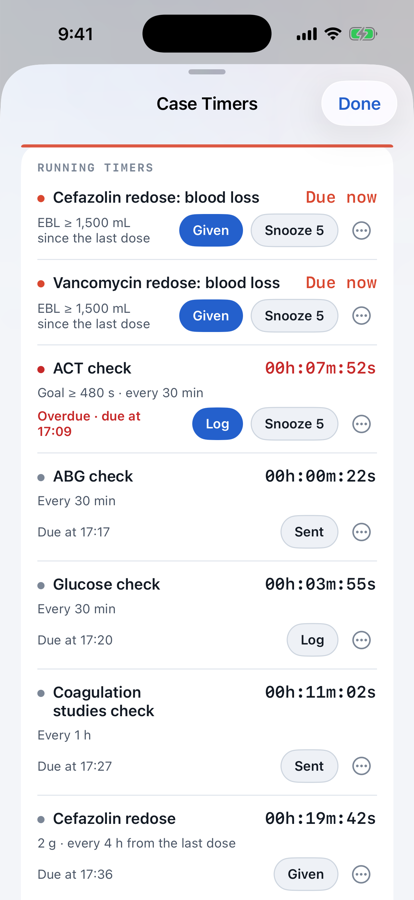 9:41
Case Timers
Done
RUNNING TIMERS
Cefazolin redose: blood loss Due now
EBL ≥ 1,500 mL
since the last dose
Given Snooze 5
Vancomycin redose: blood loss Due now
EBL ≥ 1,500 mL
since the last dose
Given Snooze 5
ACT check 00h:07m:52s
Goal ≥ 480 s · every 30 min
Overdue · due at
17:09
Log Snooze 5
ABG check 00h:00m:22s
Every 30 min
Due at 17:17 Sent
Glucose check 00h:03m:55s
Every 30 min
Due at 17:20 Log
Coagulation
studies check
00h:11m:02s
Every 1 h
Due at 17:27 Sent
Cefazolin redose 00h:19m:42s
2 g · every 4 h from the last dose
Due at 17:36 Given